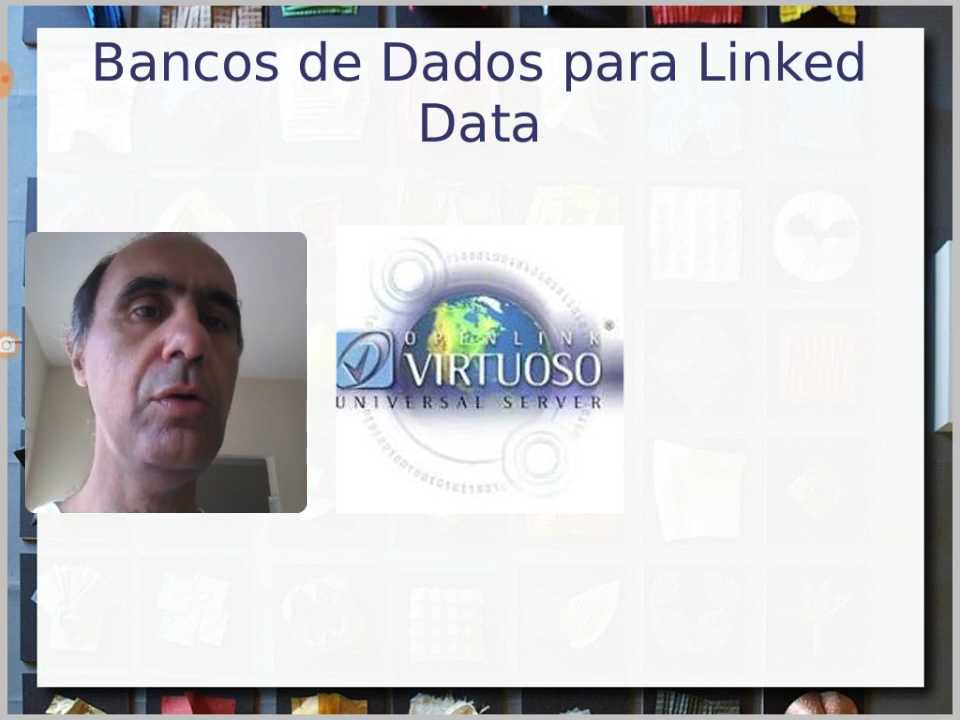 Bancos de Dados para Linked
Data
OPENLINK
VIRTUOSO®
UNIVERSAL SERVER